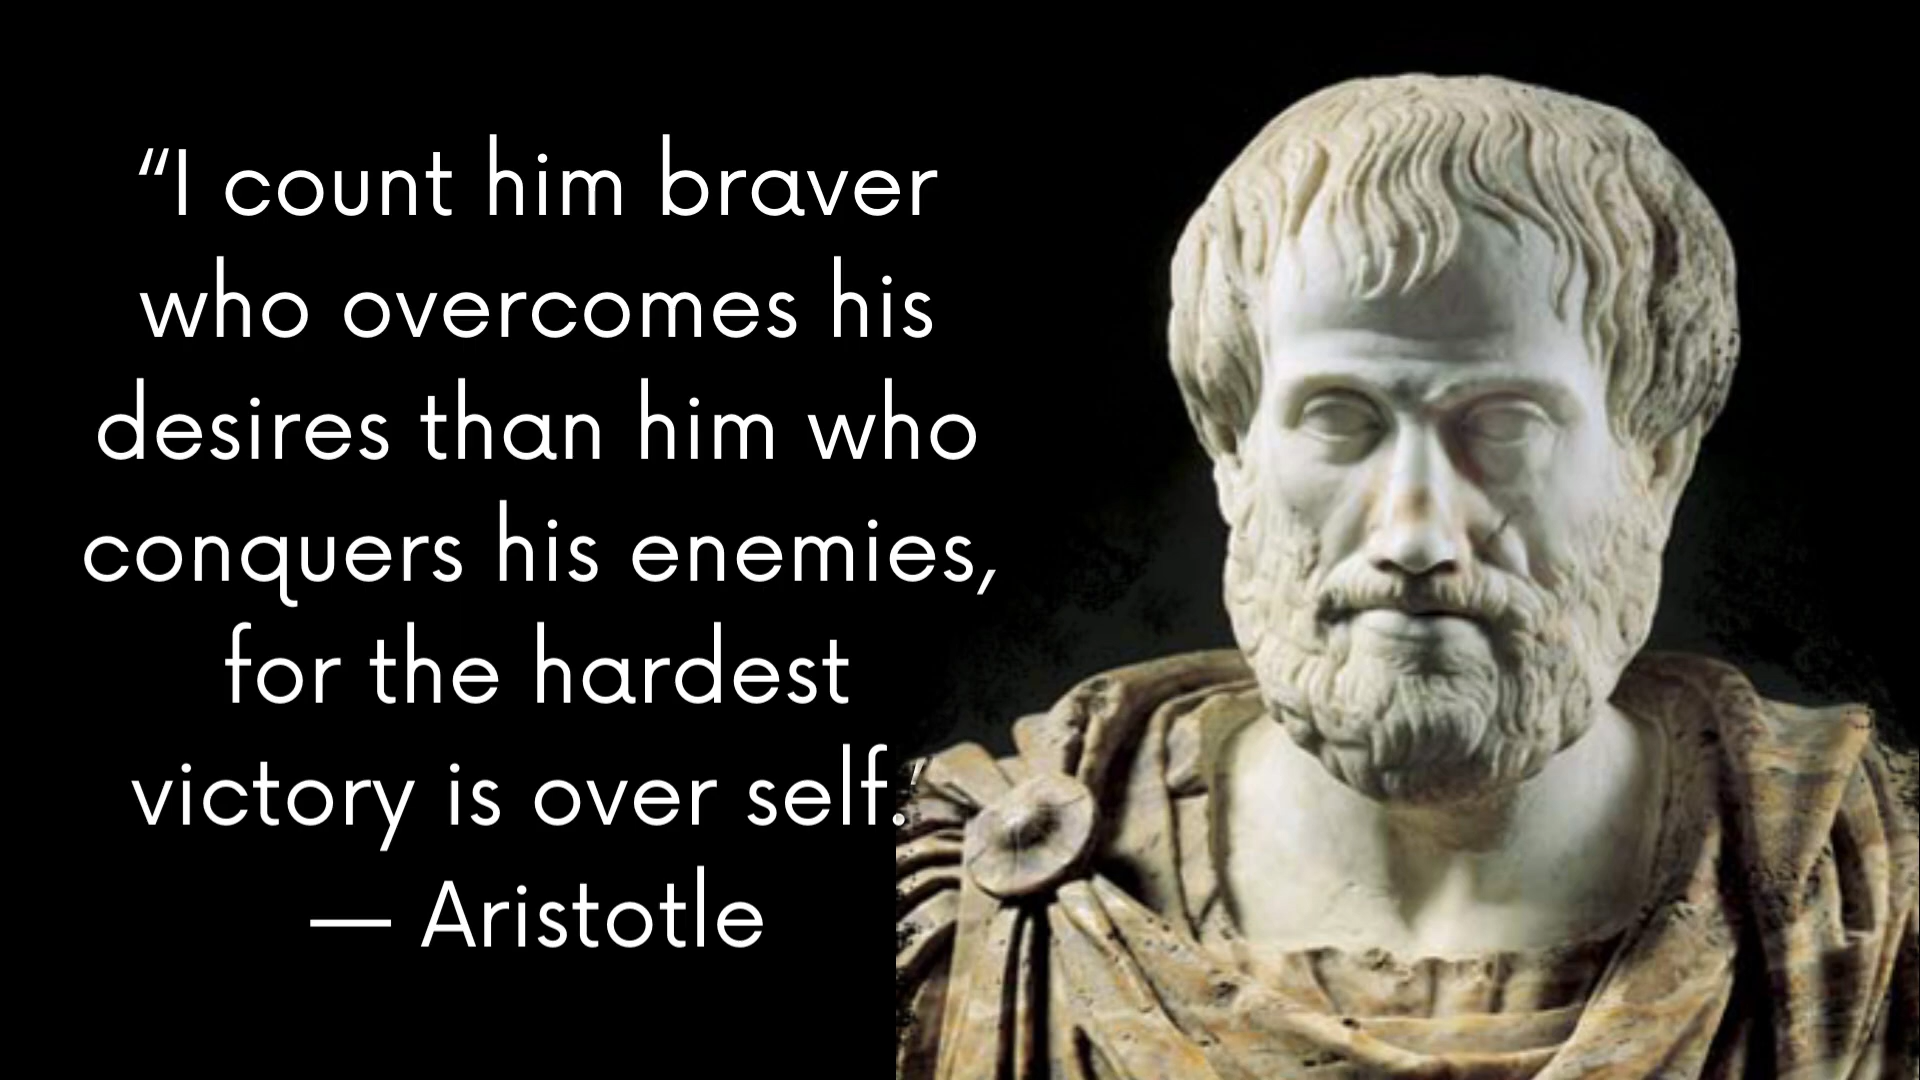 “I count him braver
who overcomes his
desires than him who
conquers his enemies,
for the hardest
victory is over self.”
— Aristotle